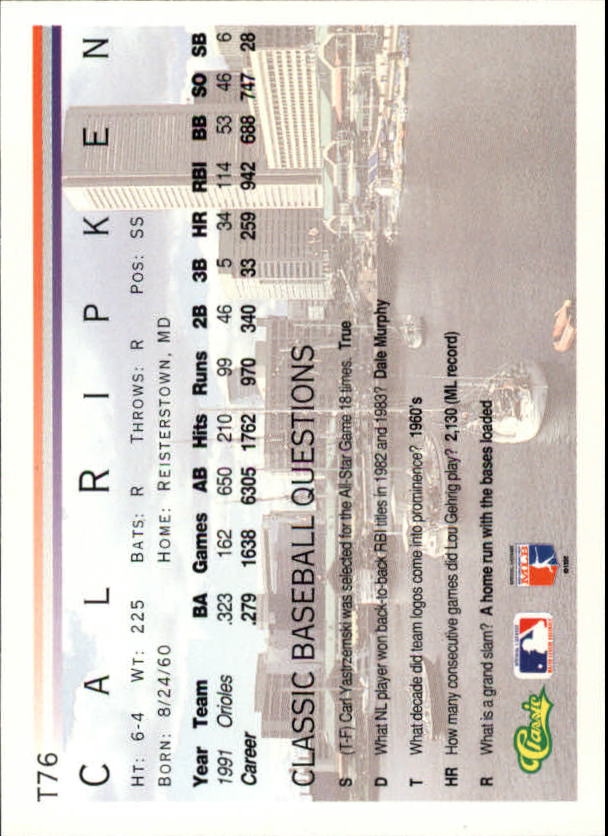 T76
CAL RIPKEN
HT: 6-4 WT: 225 BATS: R THROWS: R POS: SS
BORN: 8/24/60 HOME: REISTERSTOWN, MD
Year Team BA Games AB Hits Runs 2B 3B HR RBI BB SO SB
1991 Orioles .323 162 650 210 99 46 5 34 114 53 46 6
Career .279 1638 6305 1762 970 340 33 259 942 688 747 28
CLASSIC BASEBALL QUESTIONS
S (T-F) Carl Yastrzemski was selected for the All-Star Game 18 times. True
D What NL player won back-to-back RBI titles in 1982 and 1983? Dale Murphy
T What decade did team logos come into prominence? 1960's
HR How many consecutive games did Lou Gehrig play? 2,130 (ML record)
R What is a grand slam? A home run with the bases loaded
Classic
MLB